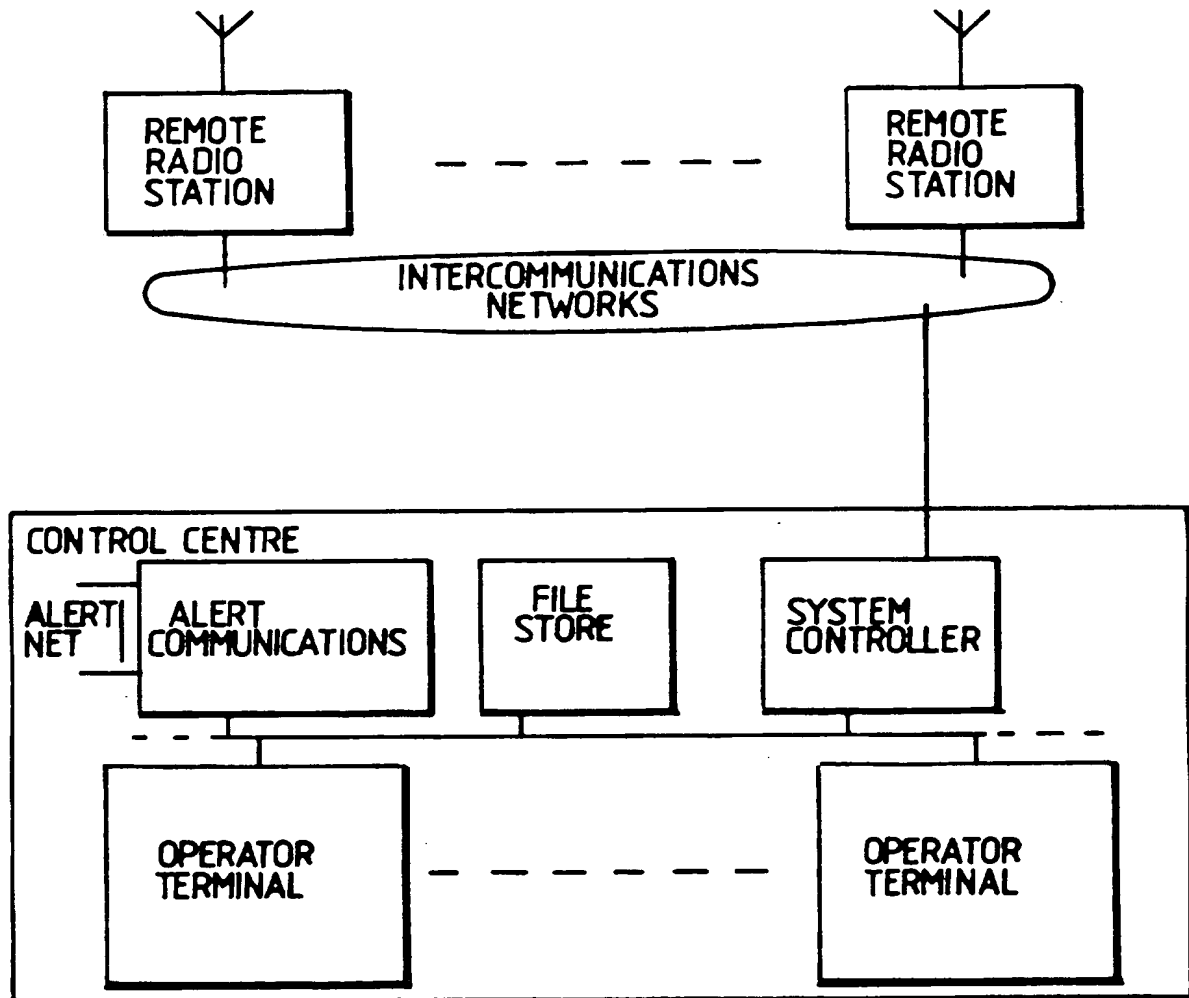 REMOTE
RADIO
STATION
REMOTE
RADIO
STATION
INTERCOMMUNICATIONS
NETWORKS
CONTROL CENTRE
ALERT
NET
ALERT
COMMUNICATIONS
FILE
STORE
SYSTEM
CONTROLLER
OPERATOR
TERMINAL
OPERATOR
TERMINAL